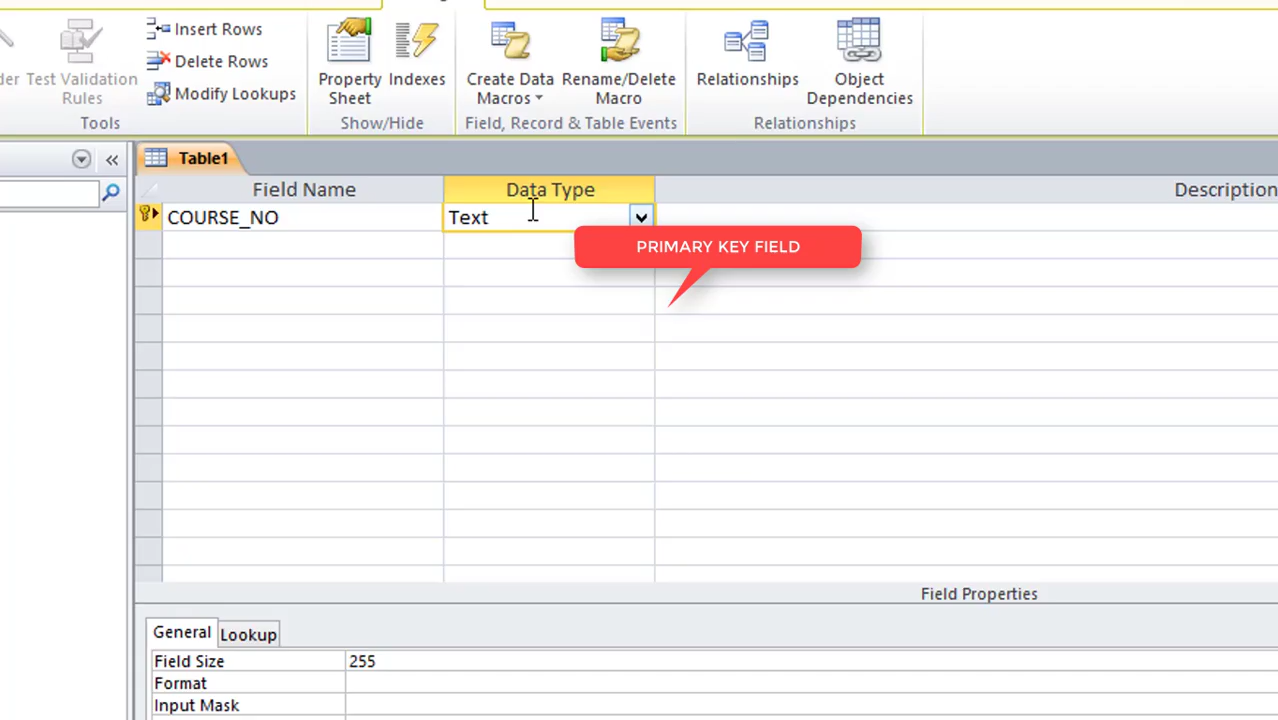 Insert Rows
Delete Rows
Modify Lookups
Test Validation
Rules
Tools
Property
Sheet
Indexes
Show/Hide
Create Data
Macros
Rename/Delete
Macro
Field, Record & Table Events
Relationships
Object
Dependencies
Relationships
Table1
Field Name
Data Type
Description
COURSE_NO
Text
PRIMARY KEY FIELD
Field Properties
General
Lookup
Field Size
255
Format
Input Mask